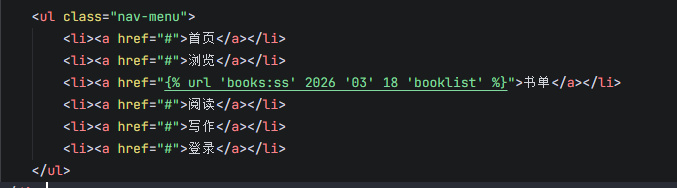 <ul class="nav-menu">
<li><a href="#">首页</a></li>
<li><a href="#">浏览</a></li>
<li><a href="{% url 'books:ss' 2026 '03' 18 'booklist' %}">书单</a></li>
<li><a href="#">阅读</a></li>
<li><a href="#">写作</a></li>
<li><a href="#">登录</a></li>
</ul>